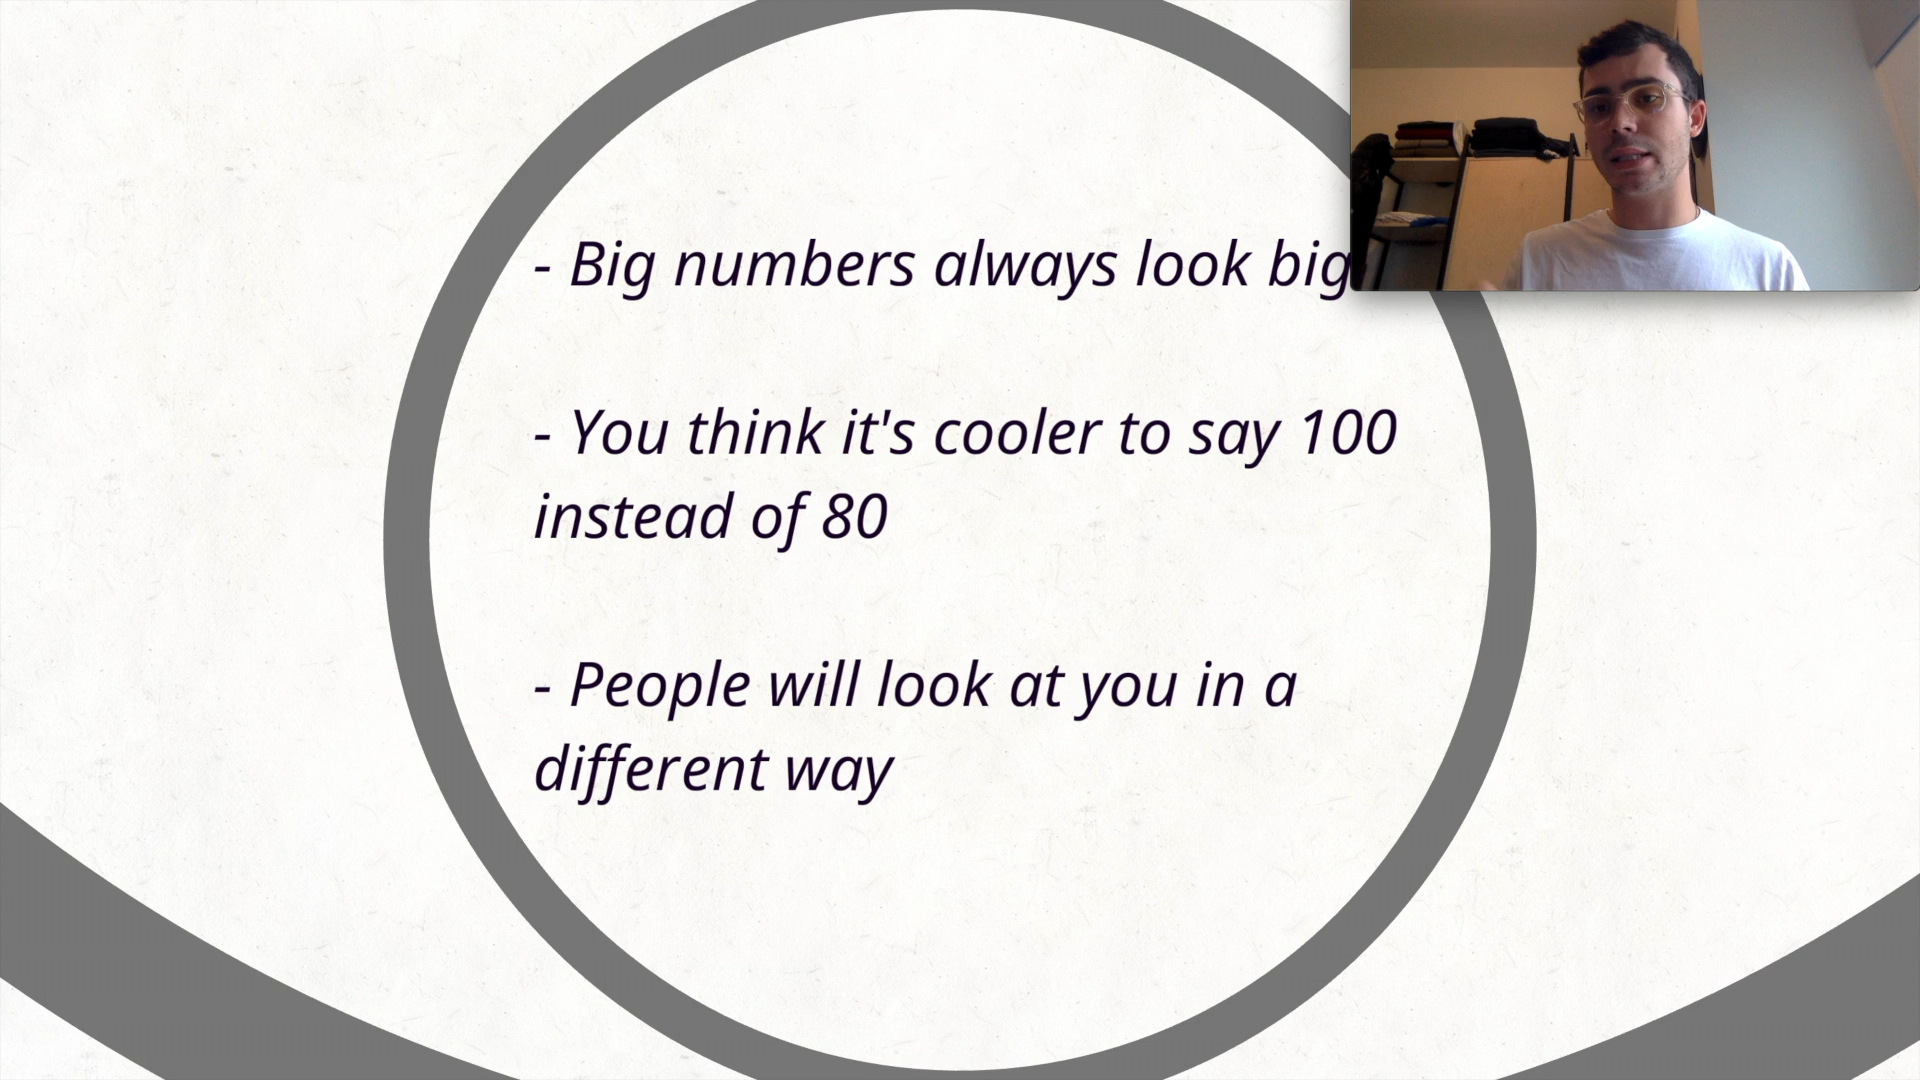 - Big numbers always look big
- You think it's cooler to say 100
instead of 80
- People will look at you in a
different way